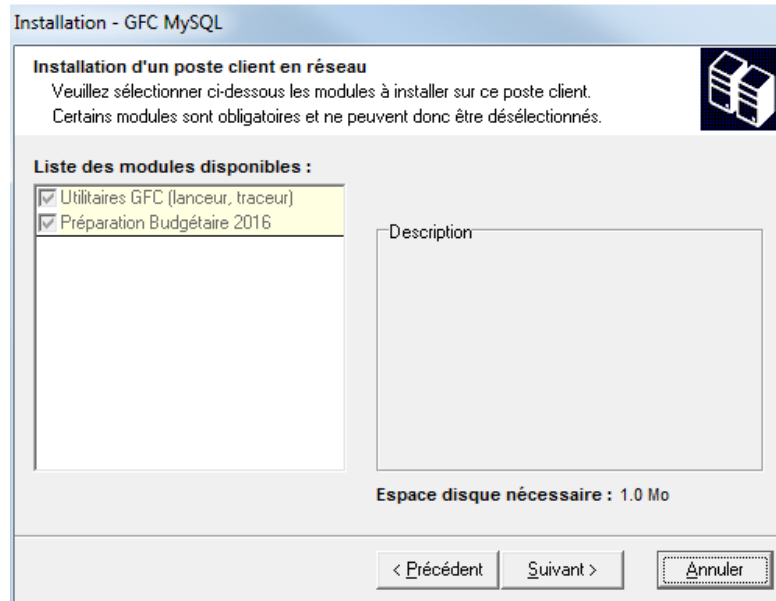 Installation - GFC MySQL
Installation d'un poste client en réseau
Veuillez sélectionner ci-dessous les modules à installer sur ce poste client.
Certains modules sont obligatoires et ne peuvent donc être désélectionnés.
Liste des modules disponibles :
Utilitaires GFC (lanceur, traceur)
Préparation Budgétaire 2016
Description
Espace disque nécessaire : 1.0 Mo
< Précédent
Suivant >
Annuler